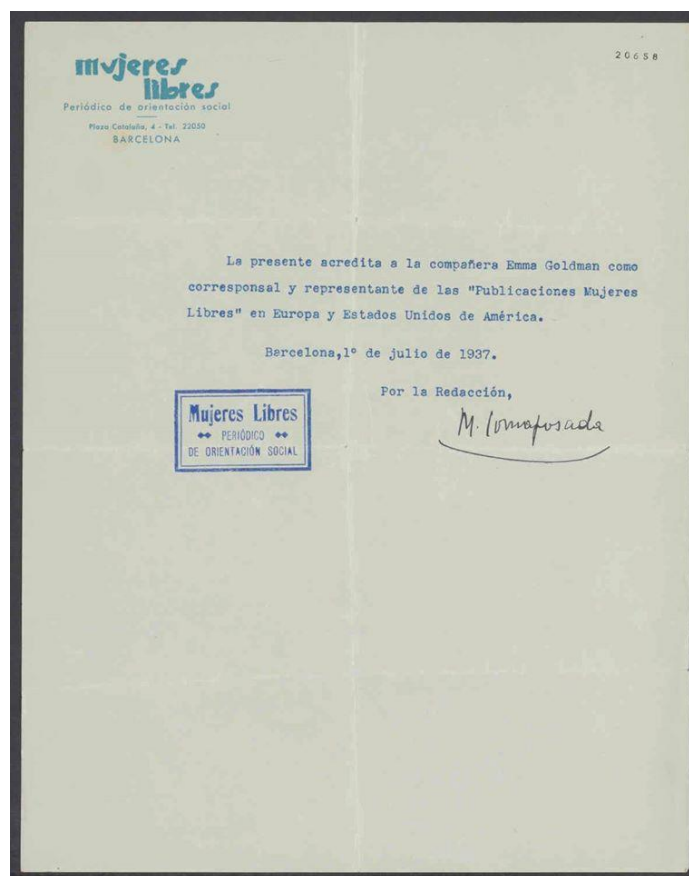 20658
mujeres
libres
Periódico de orientación social
Plaza Cataluña, 4 - Tel. 22050
BARCELONA
La presente acredita a la compañera Emma Goldman como
corresponsal y representante de las "Publicaciones Mujeres
Libres" en Europa y Estados Unidos de América.
Barcelona,1º de julio de 1937.
Por la Redacción,
M. Comaposada
Mujeres Libres
PERIÓDICO
DE ORIENTACIÓN SOCIAL